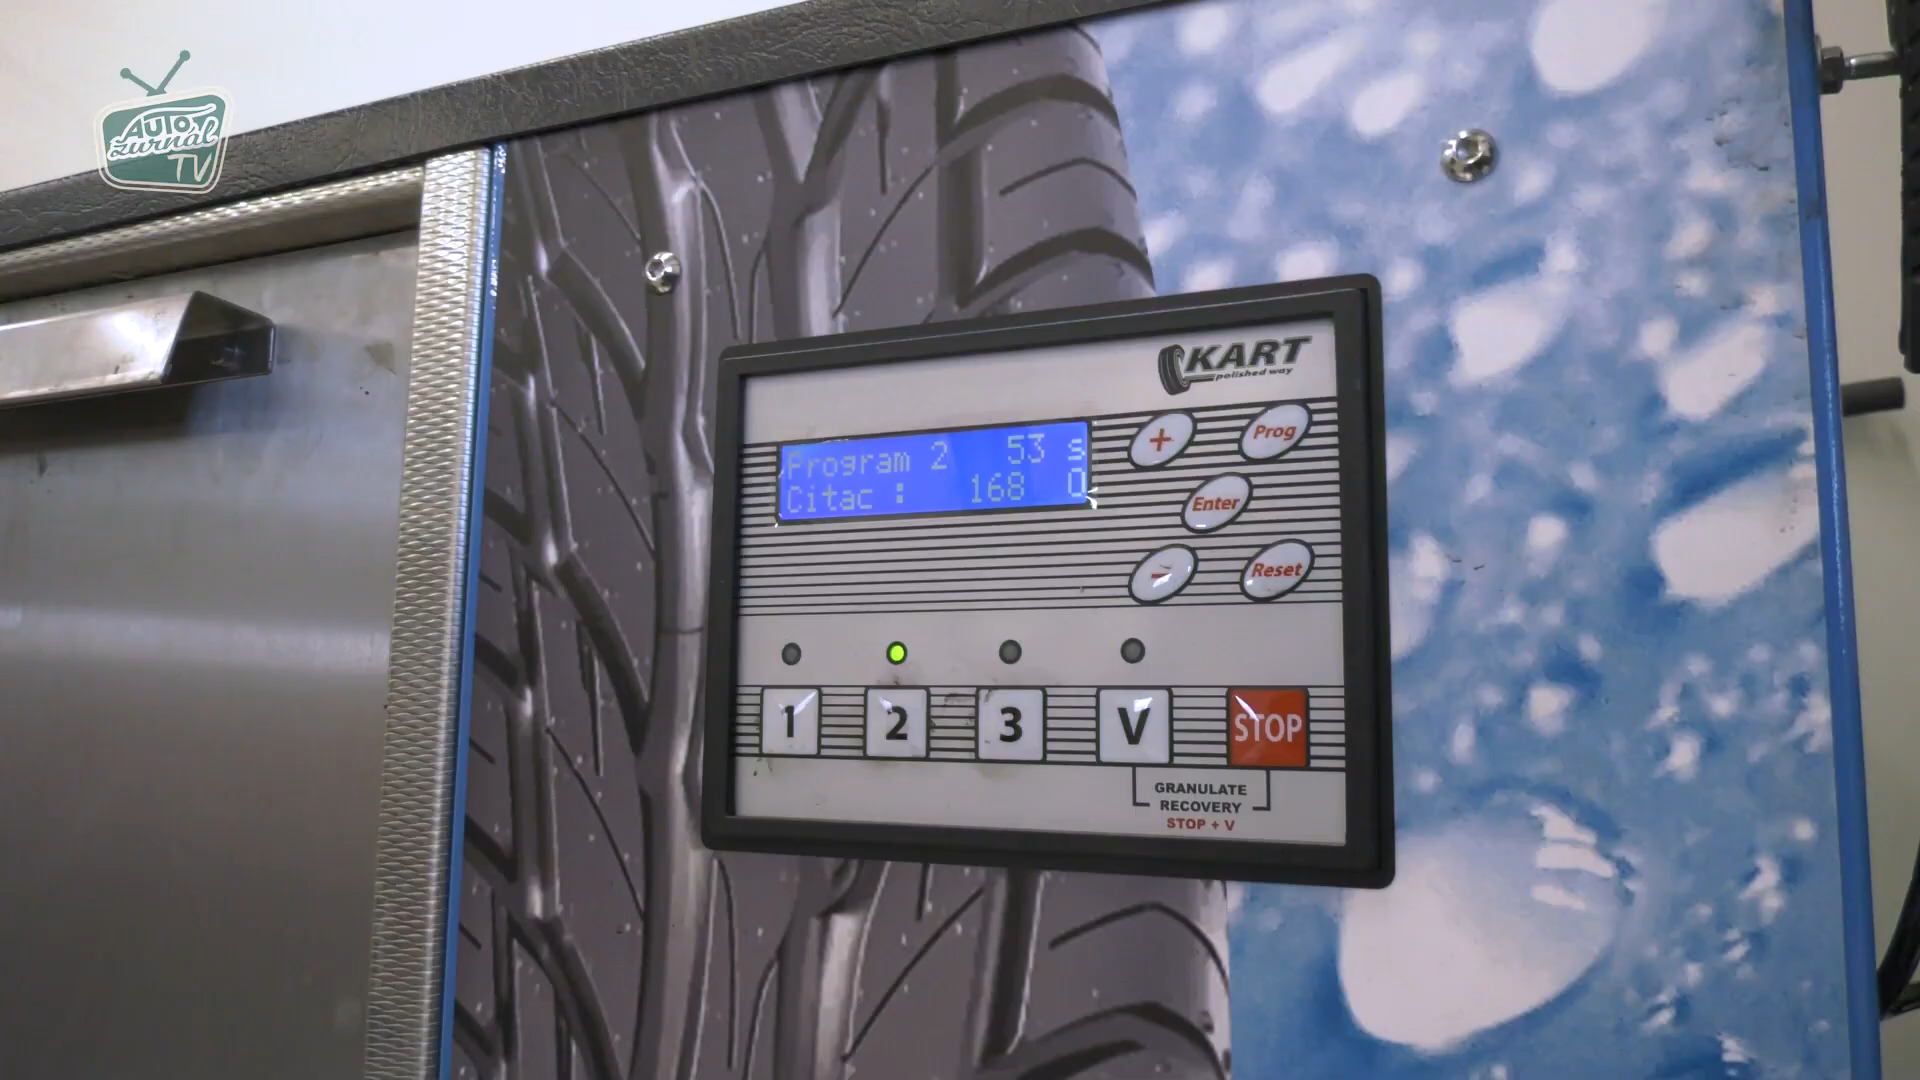 AUTO
žurnál
TV
KART
polished way
Program 2 53 s
Citac : 168 0
+
Prog
Enter
-
Reset
1
2
3
V
STOP
GRANULATE
RECOVERY
STOP + V